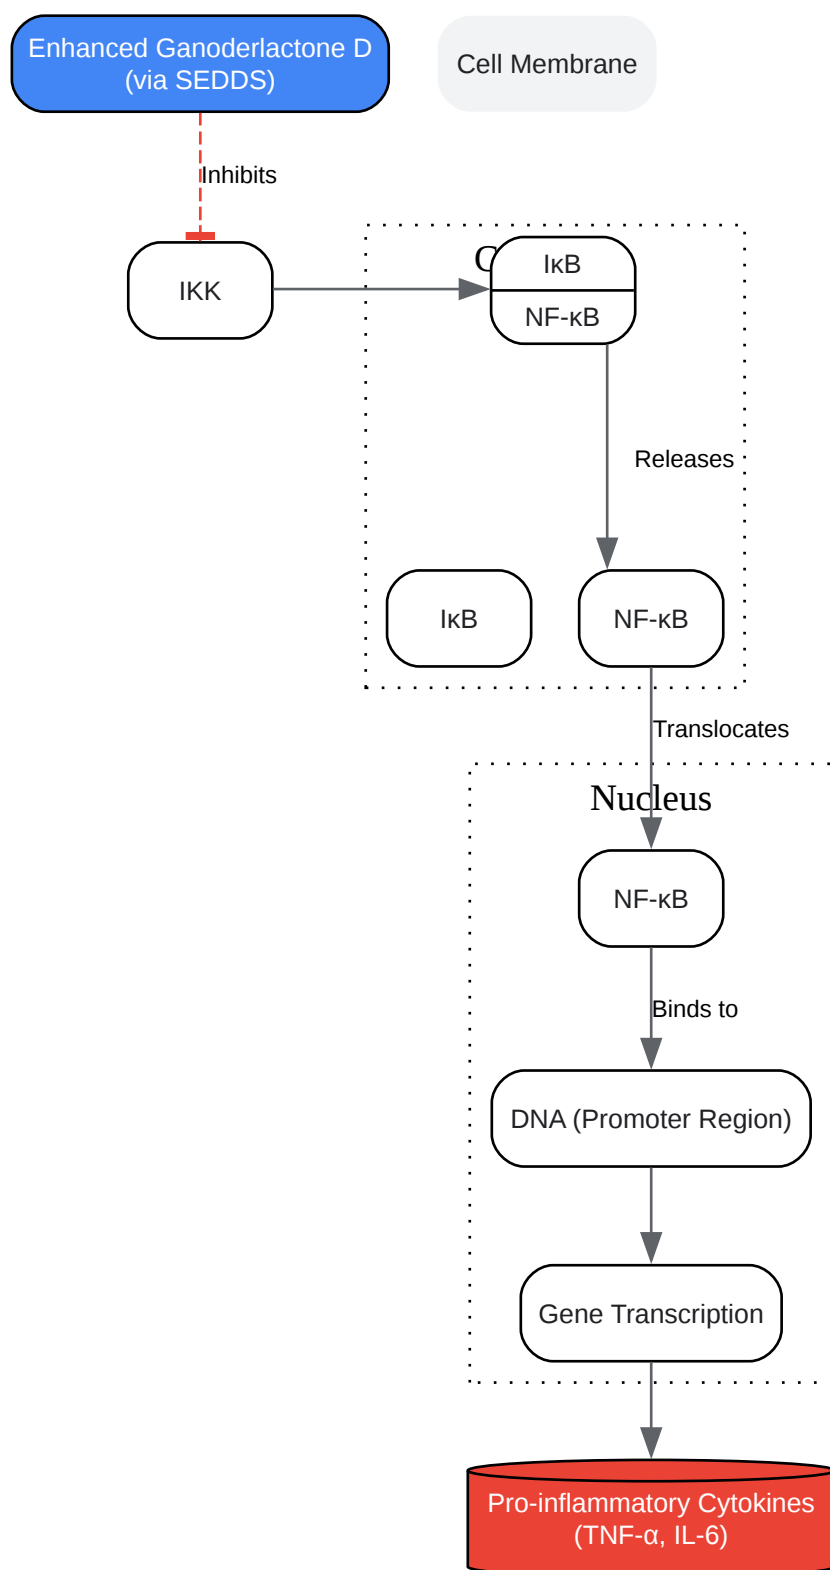 Enhanced Ganoderlactone D
(via SEDDS)
Cell Membrane
Inhibits
IKK
IκB
NF-κB
Releases
IκB
NF-κB
Translocates
Nucleus
NF-κB
Binds to
DNA (Promoter Region)
Gene Transcription
Pro-inflammatory Cytokines
(TNF-α, IL-6)